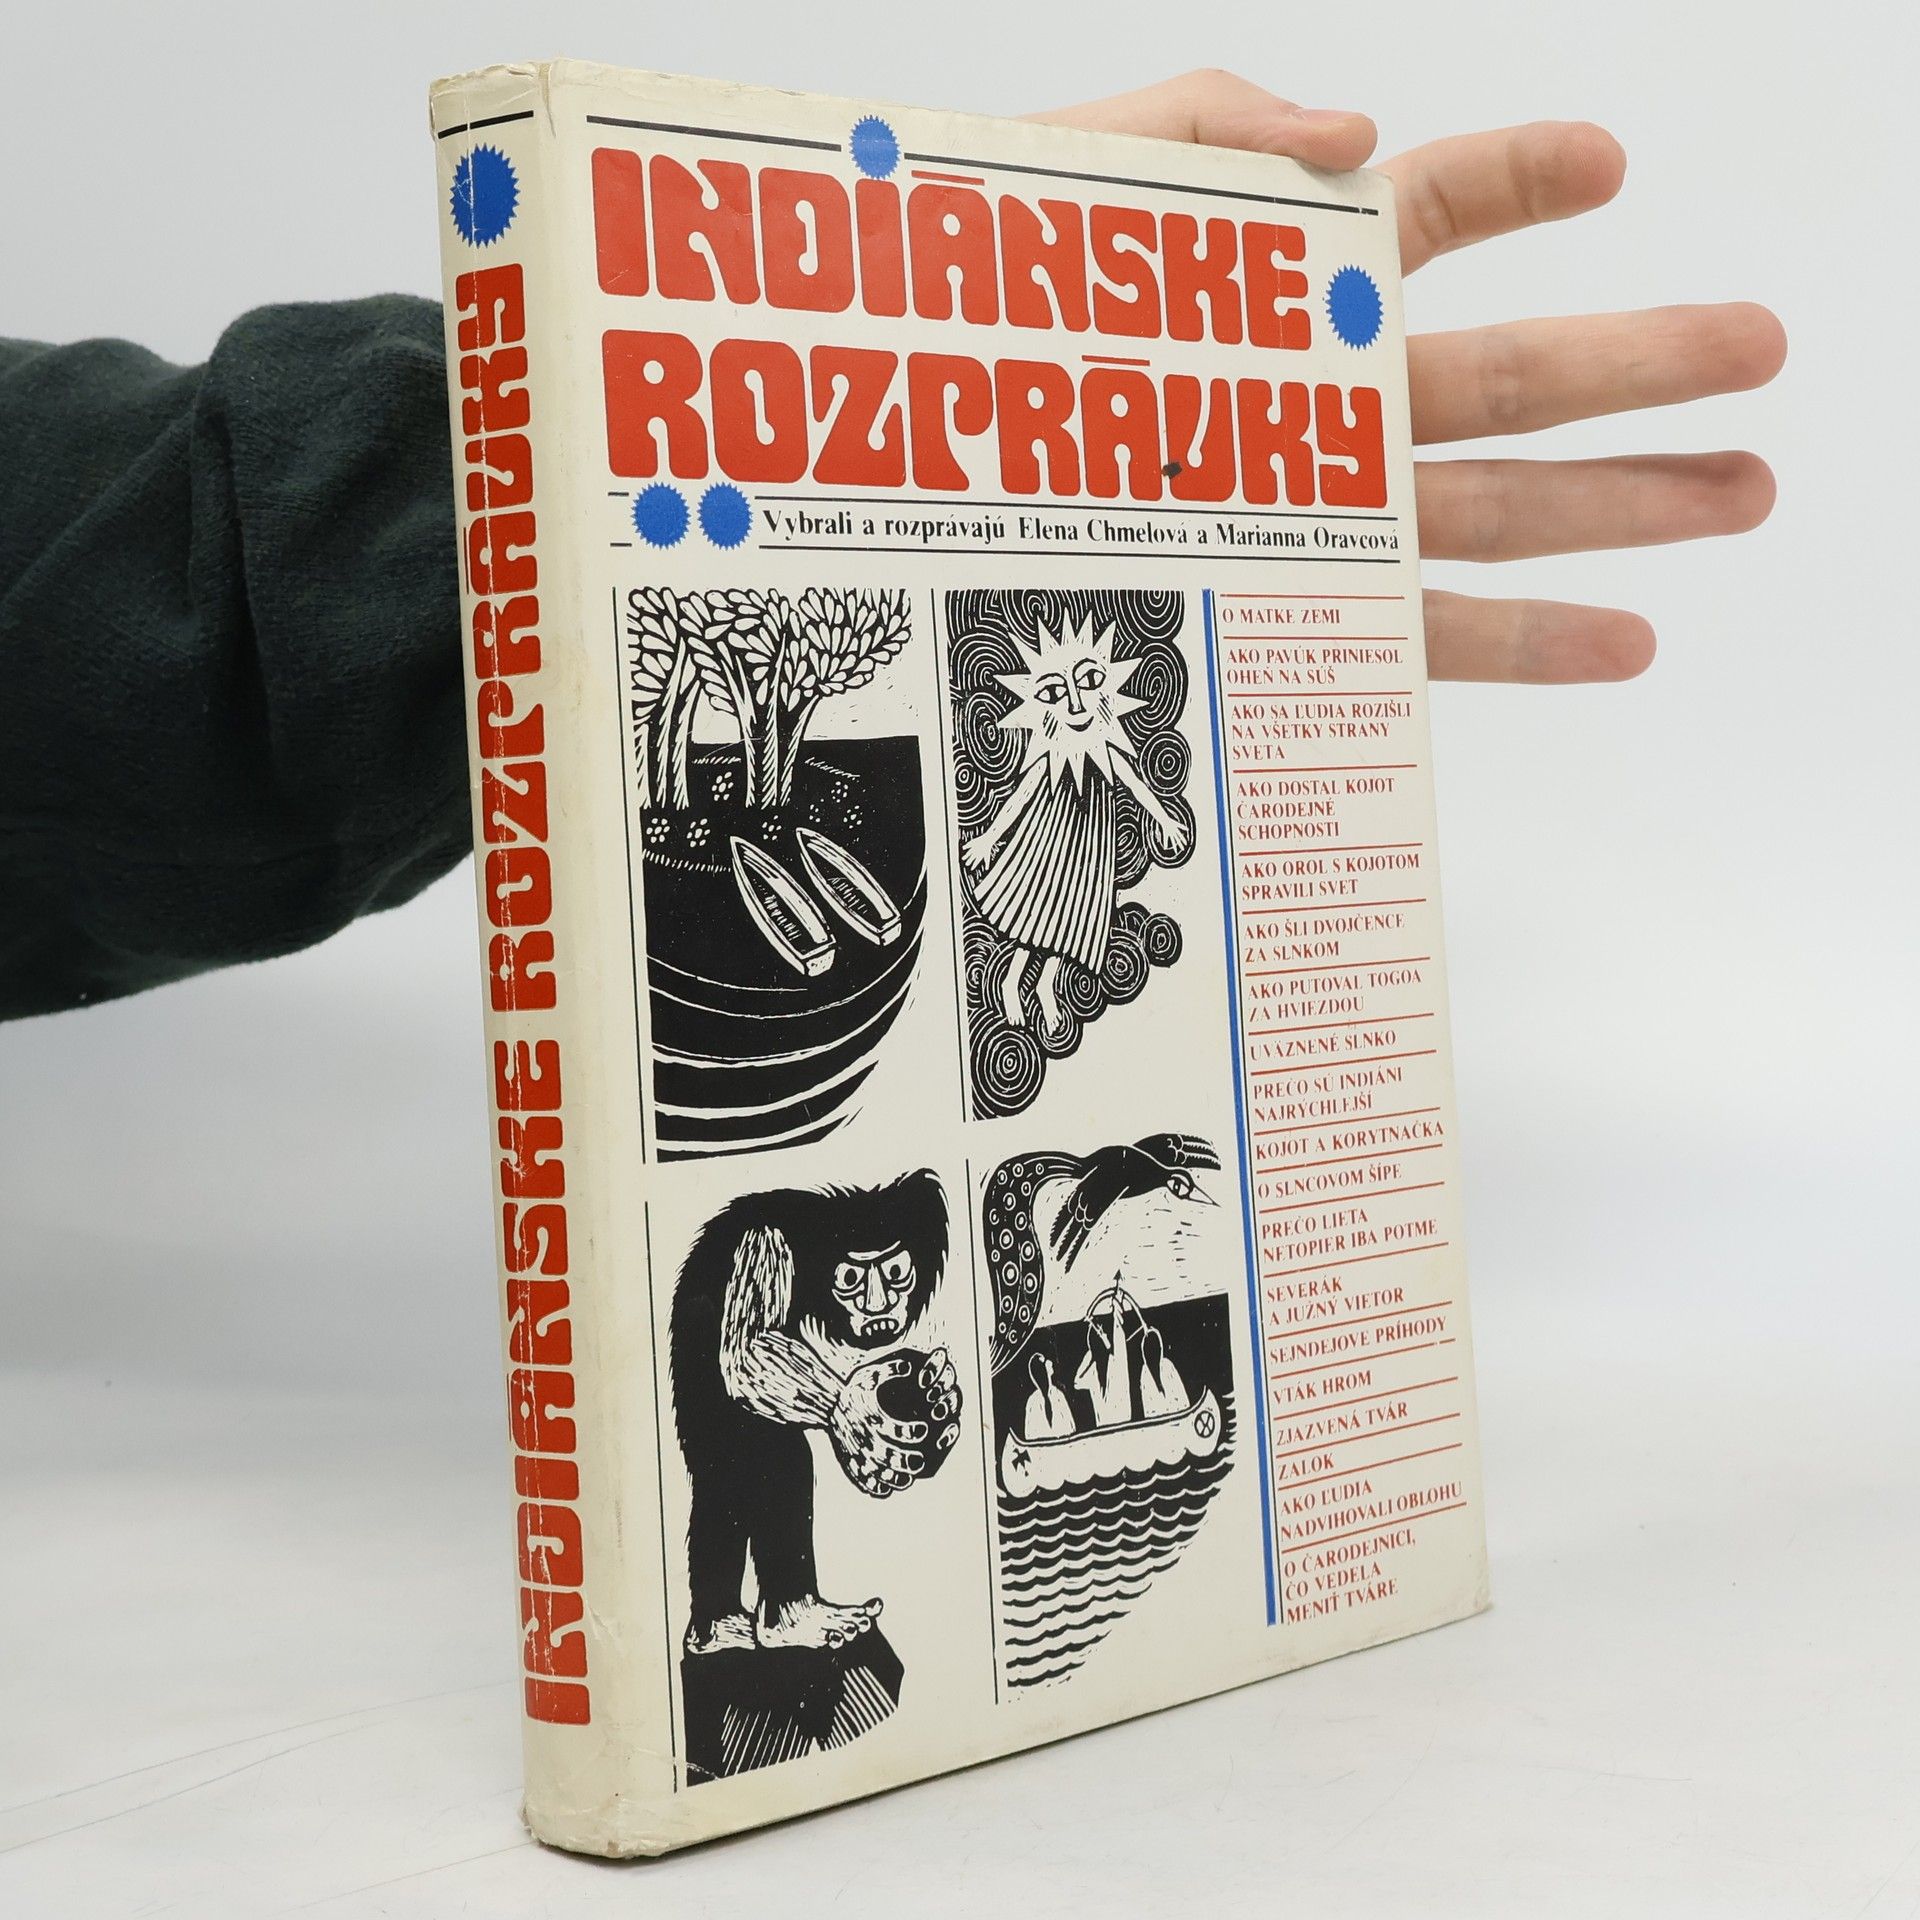 INDIÁNSKE ROZPRÁVKY
INDIÁNSKE
ROZPRÁVKY
Vybrali a rozprávajú Elena Chmelová a Marianna Oravcová
O MATKE ZEMI
AKO PAVÚK PRINIESOL
OHEŇ NA SÚŠ
AKO SA ĽUDIA ROZIŠLI
NA VŠETKY STRANY
SVETA
AKO DOSTAL KOJOT
ČARODEJNÉ
SCHOPNOSTI
AKO OROL S KOJOTOM
SPRAVILI SVET
AKO ŠLI DVOJČENCE
ZA SLNKOM
AKO PUTOVAL TOGOA
ZA HVIEZDOU
UVÄZNENÉ SLNKO
PREČO SÚ INDIÁNI
NAJRÝCHLEJŠÍ
KOJOT A KORYTNAČKA
O SLNCOVOM ŠÍPE
PREČO LIETA
NETOPIER IBA POTME
SEVERÁK
A JUŽNÝ VIETOR
SEJNDEJOVE PRÍHODY
VTÁK HROM
ZJAZVENÁ TVÁR
ZALOK
AKO ĽUDIA
NADVIHOVALI OBLOHU
O ČARODEJNICI,
ČO VEDELA
MENIŤ TVÁRE